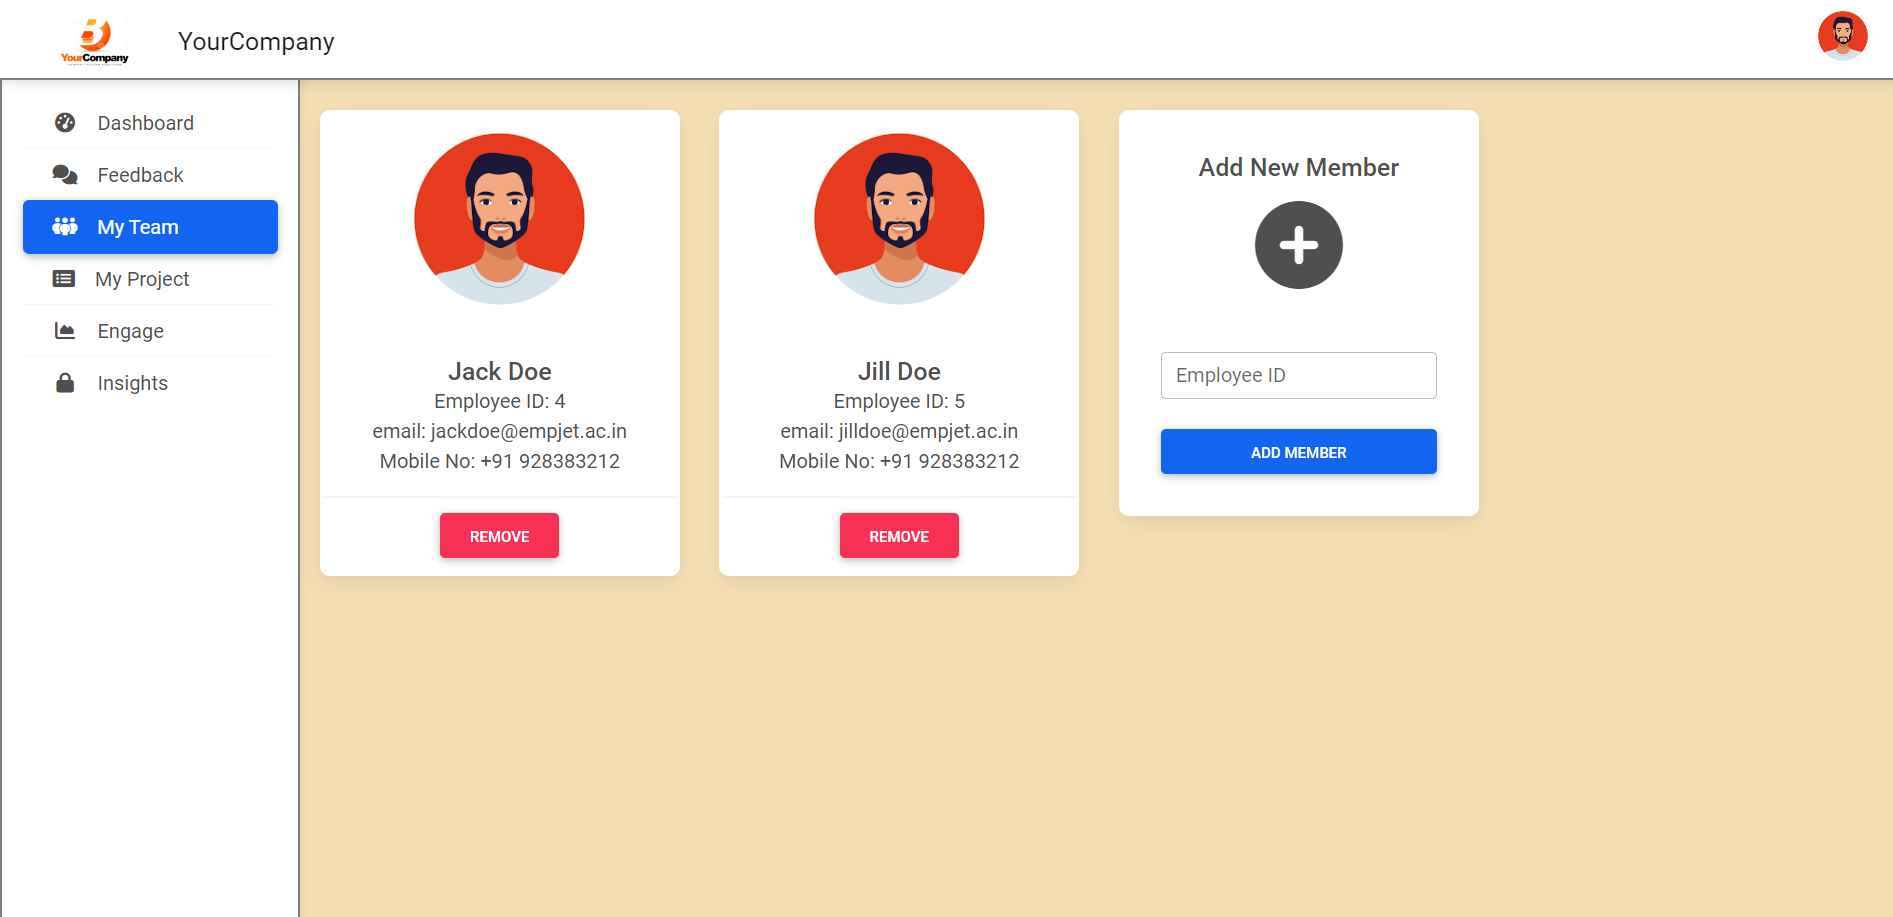 YourCompany
YourCompany
Dashboard
Feedback
My Team
My Project
Engage
Insights
Jack Doe
Employee ID: 4
email: jackdoe@empjet.ac.in
Mobile No: +91 928383212
REMOVE
Jill Doe
Employee ID: 5
email: jilldoe@empjet.ac.in
Mobile No: +91 928383212
REMOVE
Add New Member
Employee ID
ADD MEMBER